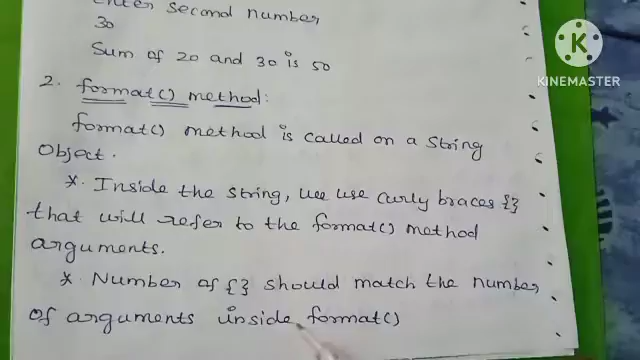 Enter second number
30
Sum of 20 and 30 is 50
2. format() method:
format() method is called on a string
object.
* Inside the string, we use curly braces {}
that will refer to the format() method
arguments.
* Number of {} should match the number
of arguments inside format()
KINEMASTER